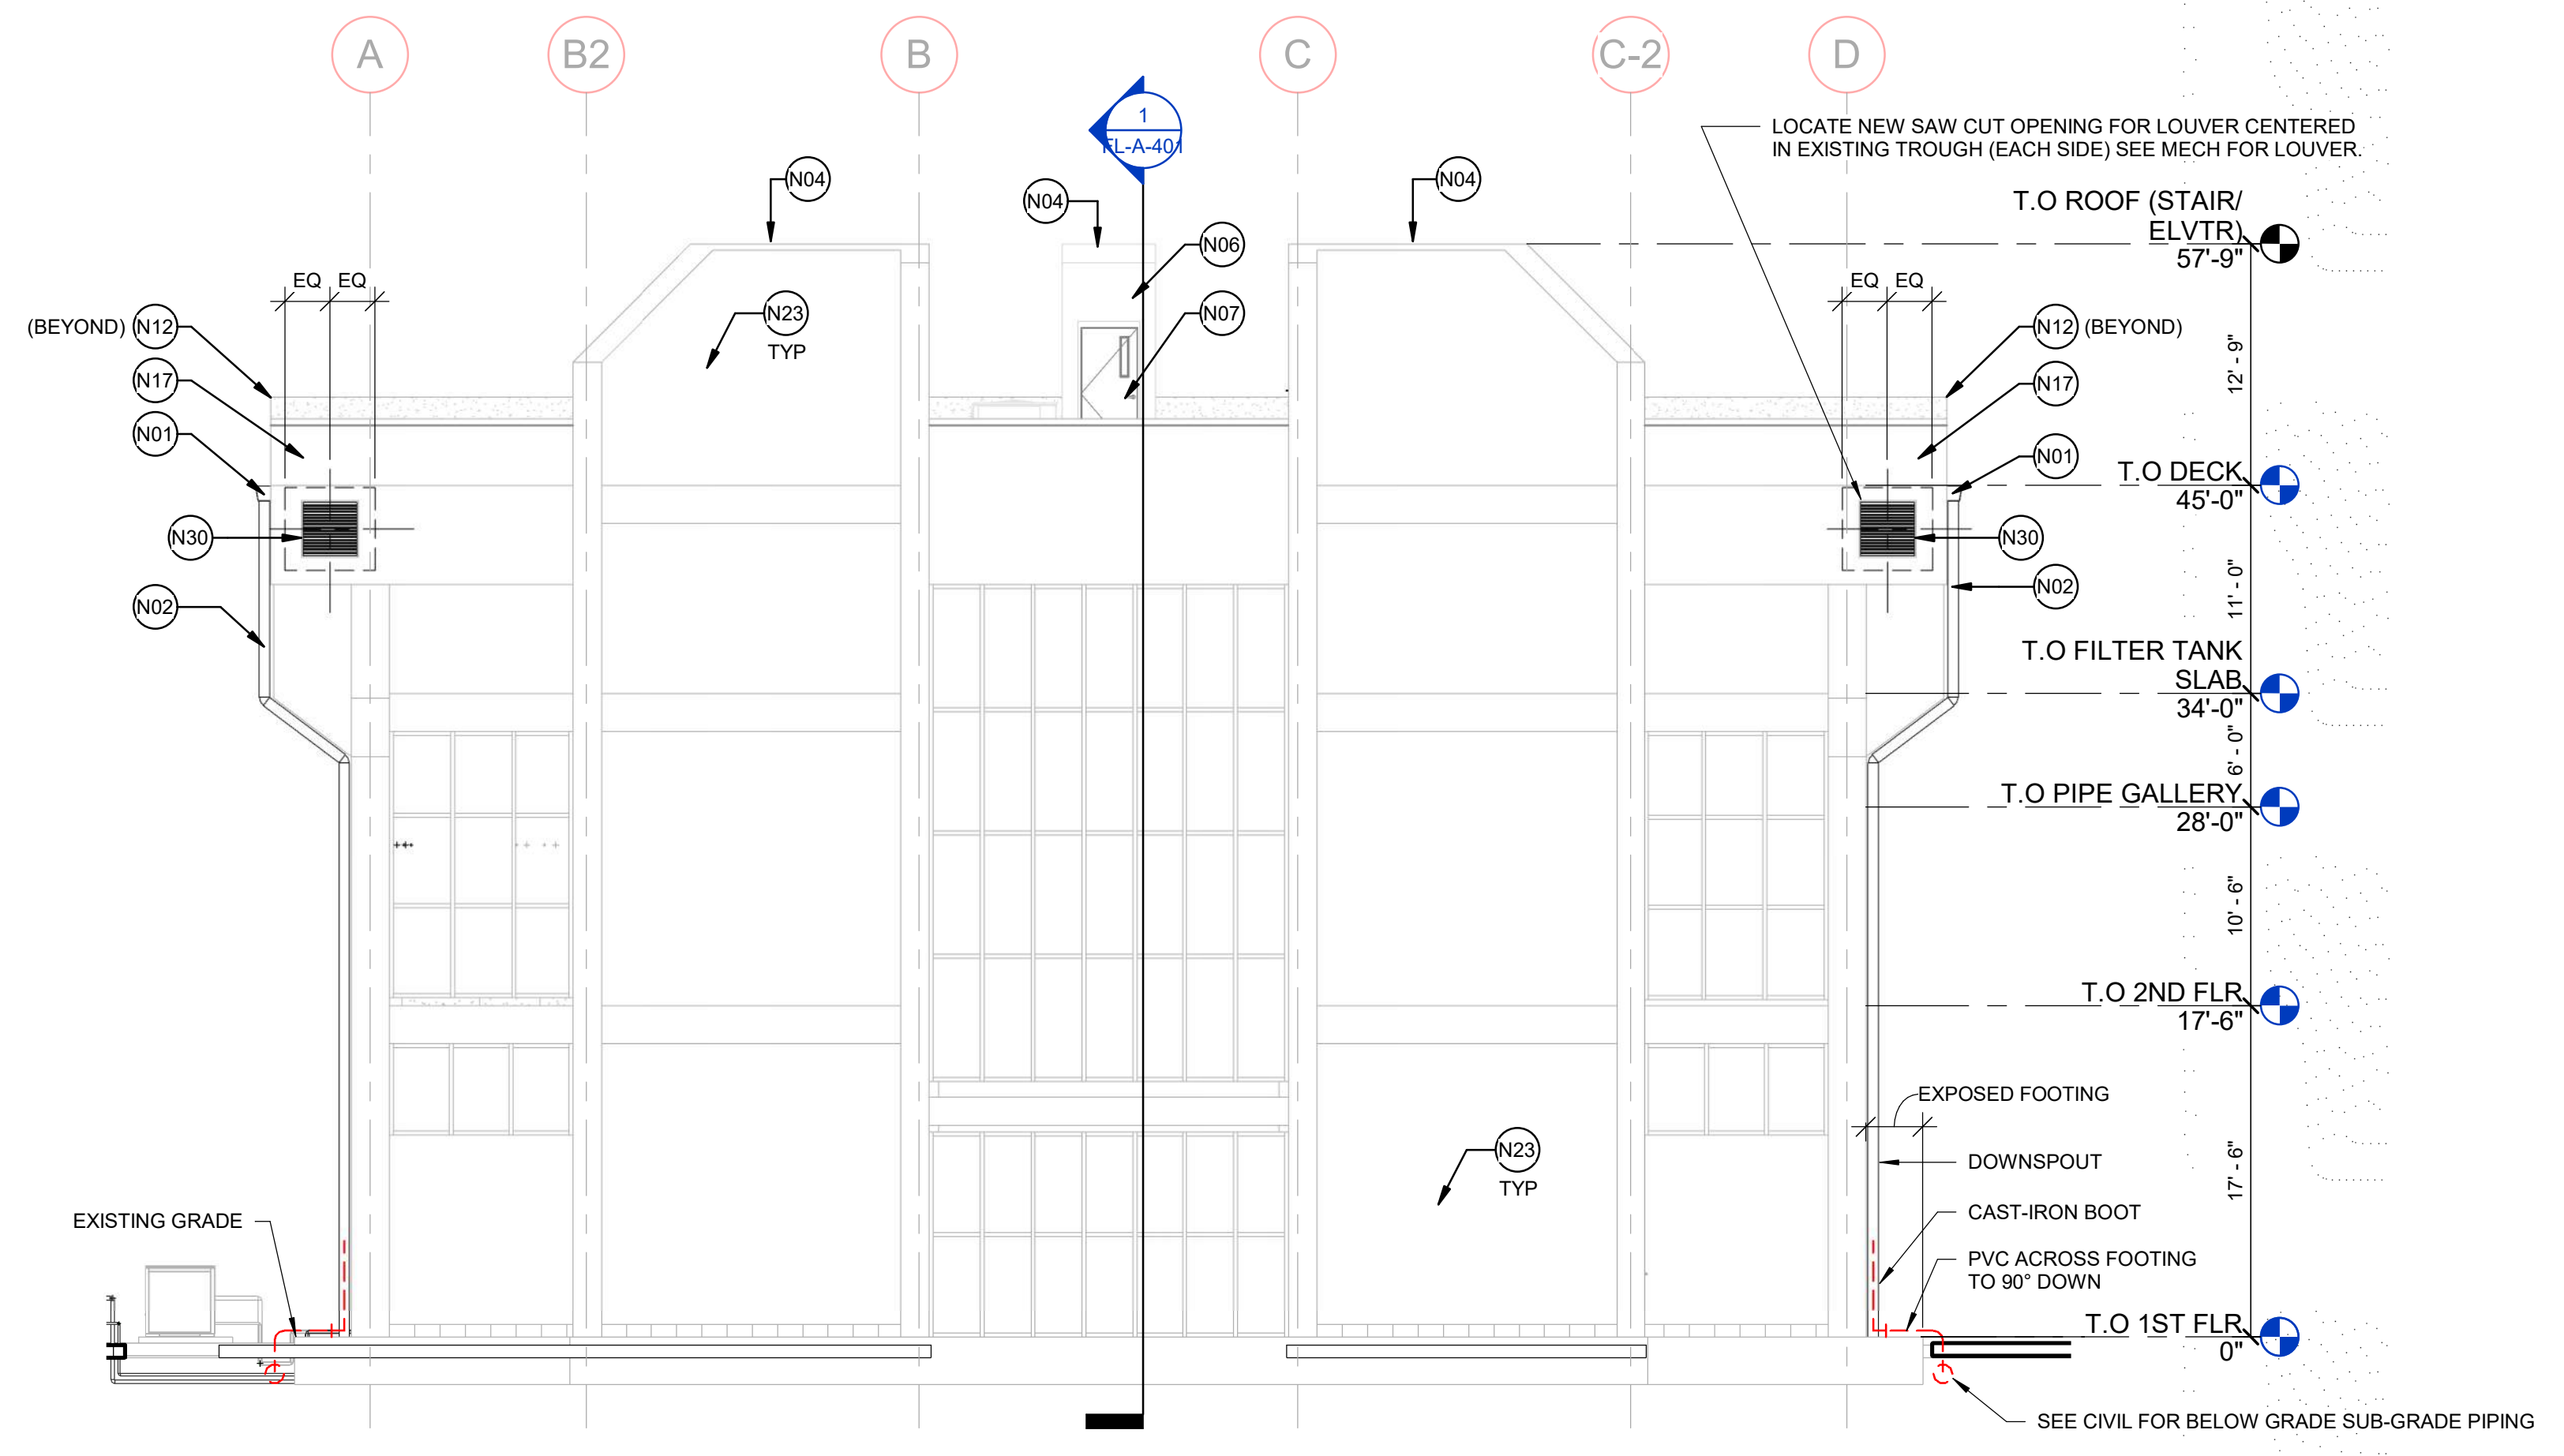 A
B2
B
C
C-2
D
1
FL-A-401
LOCATE NEW SAW CUT OPENING FOR LOUVER CENTERED
IN EXISTING TROUGH (EACH SIDE) SEE MECH FOR LOUVER.
N04
N04
N04
T.O ROOF (STAIR/
ELVTR)
57'-9"
N06
EQ
EQ
EQ
EQ
N23
TYP
N07
(BEYOND)
N12
N12
(BEYOND)
12' - 9"
N17
N17
N01
N01
T.O DECK
45'-0"
N30
N30
N02
N02
11' - 0"
T.O FILTER TANK
SLAB
34'-0"
6' - 0"
T.O PIPE GALLERY
28'-0"
10' - 6"
T.O 2ND FLR
17'-6"
EXPOSED FOOTING
N23
TYP
DOWNSPOUT
17' - 6"
EXISTING GRADE
CAST-IRON BOOT
PVC ACROSS FOOTING
TO 90° DOWN
T.O 1ST FLR
0"
SEE CIVIL FOR BELOW GRADE SUB-GRADE PIPING